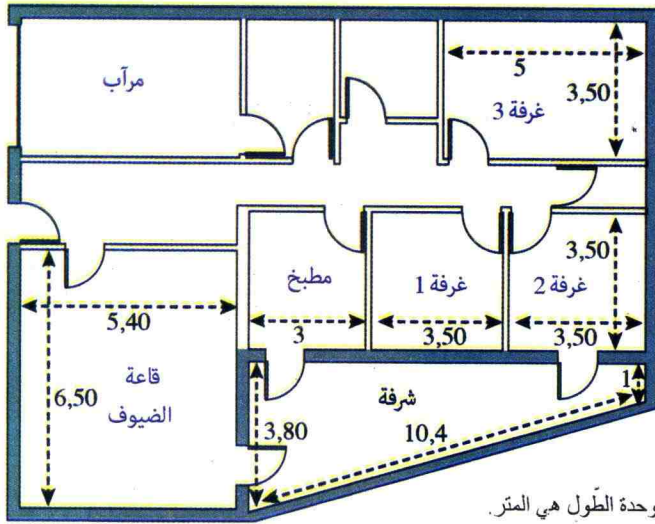 مرآب
5
3,50
غرفة 3
3,50
مطبخ
غرفة 1
غرفة 2
5,40
3
3,50
3,50
قاعة
الضيوف
6,50
شرفة
1
3,80
10,4
وحدة الطّول هي المتر.